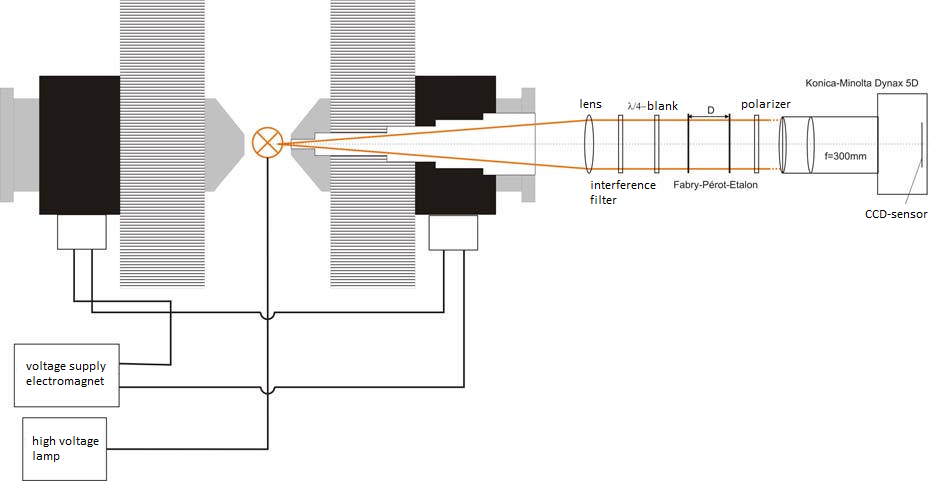 Konica-Minolta Dynax 5D
lens
λ/4-blank
D
polarizer
f=300mm
interference
filter
Fabry-Pérot-Etalon
CCD-sensor
voltage supply
electromagnet
high voltage
lamp